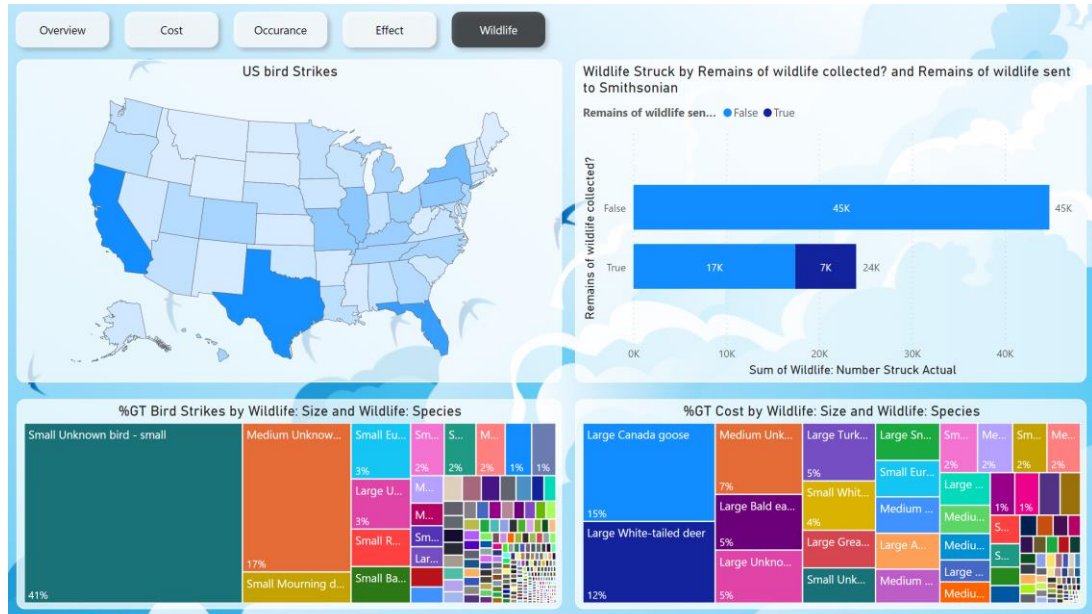 Overview
Cost
Occurance
Effect
Wildlife
US bird Strikes
Wildlife Struck by Remains of wildlife collected? and Remains of wildlife sent
to Smithsonian
Remains of wildlife sen... False True
Remains of wildlife collected?
False
45K
45K
True
17K
7K
24K
0K
10K
20K
30K
40K
Sum of Wildlife: Number Struck Actual
%GT Bird Strikes by Wildlife: Size and Wildlife: Species
Small Unknown bird - small
41%
Medium Unknow...
17%
Small Mourning d...
Small Eu...
3%
Large U...
3%
Small R...
Small Ba...
Sm...
2%
M...
M...
Sm...
Lar...
S...
2%
M...
2%
1%
1%
%GT Cost by Wildlife: Size and Wildlife: Species
Large Canada goose
15%
Large White-tailed deer
12%
Medium Unk...
7%
Large Bald ea...
5%
Large Unkno...
5%
Large Turk...
5%
Small Whit...
4%
Large Grea...
Small Unk...
Large Sn...
Small Eur...
Medium ...
Large A...
Medium ...
Sm...
2%
Large ...
Mediu...
Mediu...
Large ...
Mediu...
Me...
2%
Sm...
2%
Me...
2%
1%
1%
S...
S...